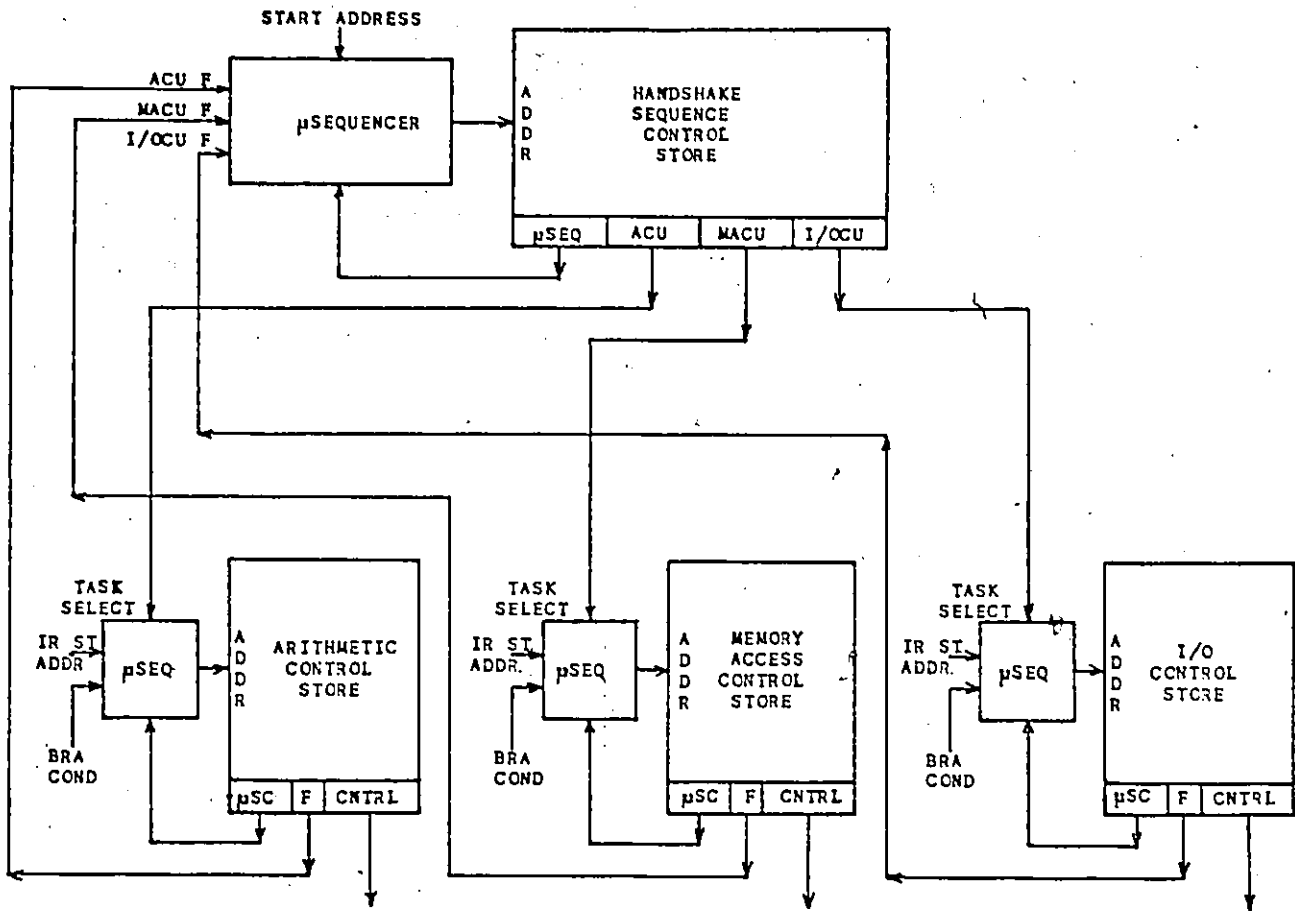 START ADDRESS
ACU F
MACU F
I/OCU F
µSEQUENCER
A
D
D
R
HANDSHAKE
SEQUENCE
CONTROL
STORE
µSEQ ACU MACU I/OCU
TASK
SELECT
IR ST.
ADDR.
µSEQ
BRA
COND
A
D
D
R
ARITHMETIC
CONTROL
STORE
µSC F CNTRL
TASK
SELECT
IR ST.
ADDR.
µSEQ
BRA
COND
A
D
D
R
MEMORY
ACCESS
CONTROL
STORE
µSC F CNTRL
TASK
SELECT
IR ST.
ADDR.
µSEQ
BRA
COND
A
D
D
R
I/O
CONTROL
STORE
µSC F CNTRL